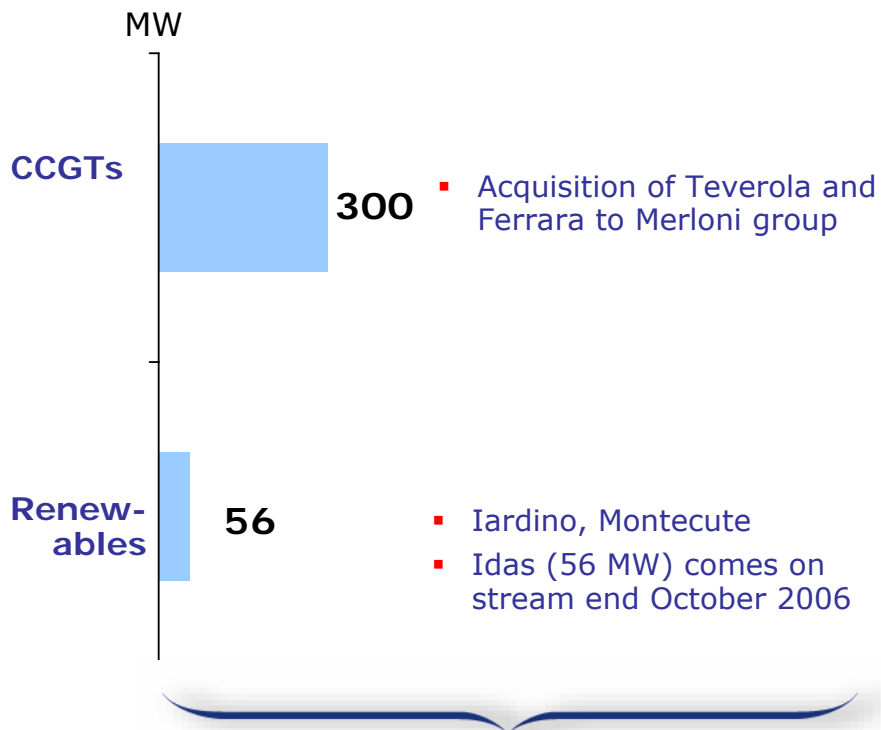 MW
CCGTs
300
▪ Acquisition of Teverola and
Ferrara to Merloni group
Renew-
ables
56
▪ Iardino, Montecute
▪ Idas (56 MW) comes on
stream end October 2006